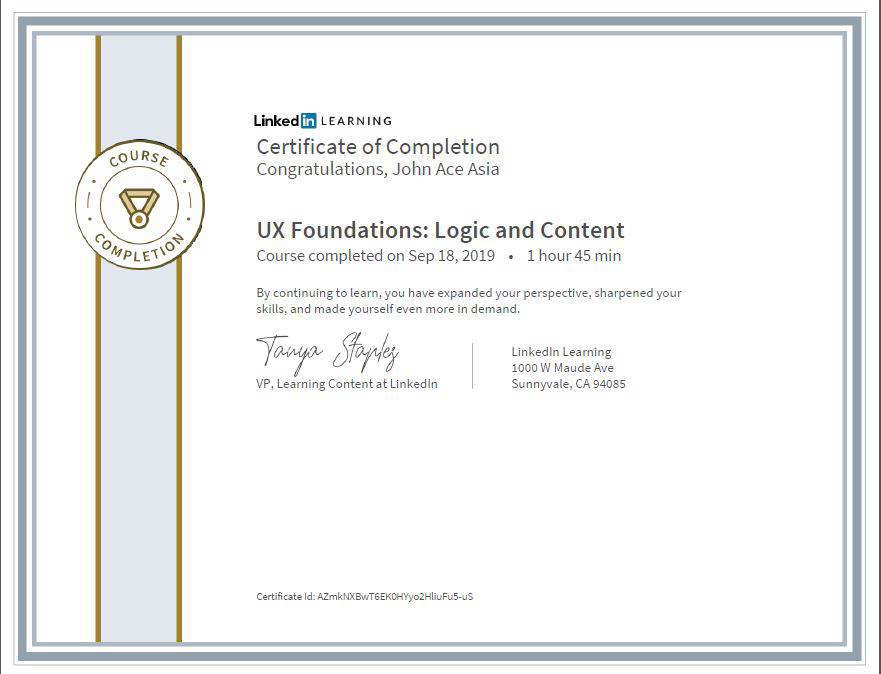 COURSE
COMPLETION
Linked in LEARNING
Certificate of Completion
Congratulations, John Ace Asia
UX Foundations: Logic and Content
Course completed on Sep 18, 2019 • 1 hour 45 min
By continuing to learn, you have expanded your perspective, sharpened your
skills, and made yourself even more in demand.
Tanya Staples
VP, Learning Content at LinkedIn
LinkedIn Learning
1000 W Maude Ave
Sunnyvale, CA 94085
Certificate Id: AZmkNXBwT6EK0HYyo2HliuFu5-uS